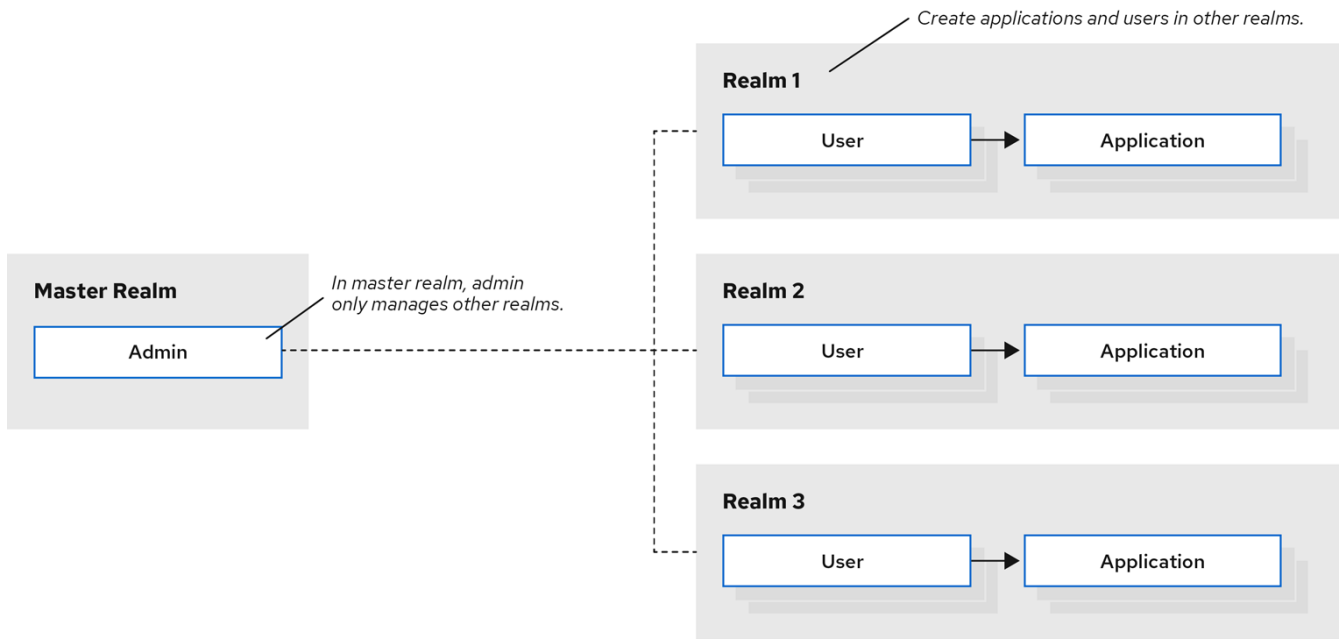 Create applications and users in other realms.
Realm 1
User
Application
Master Realm
Admin
In master realm, admin
only manages other realms.
Realm 2
User
Application
Realm 3
User
Application